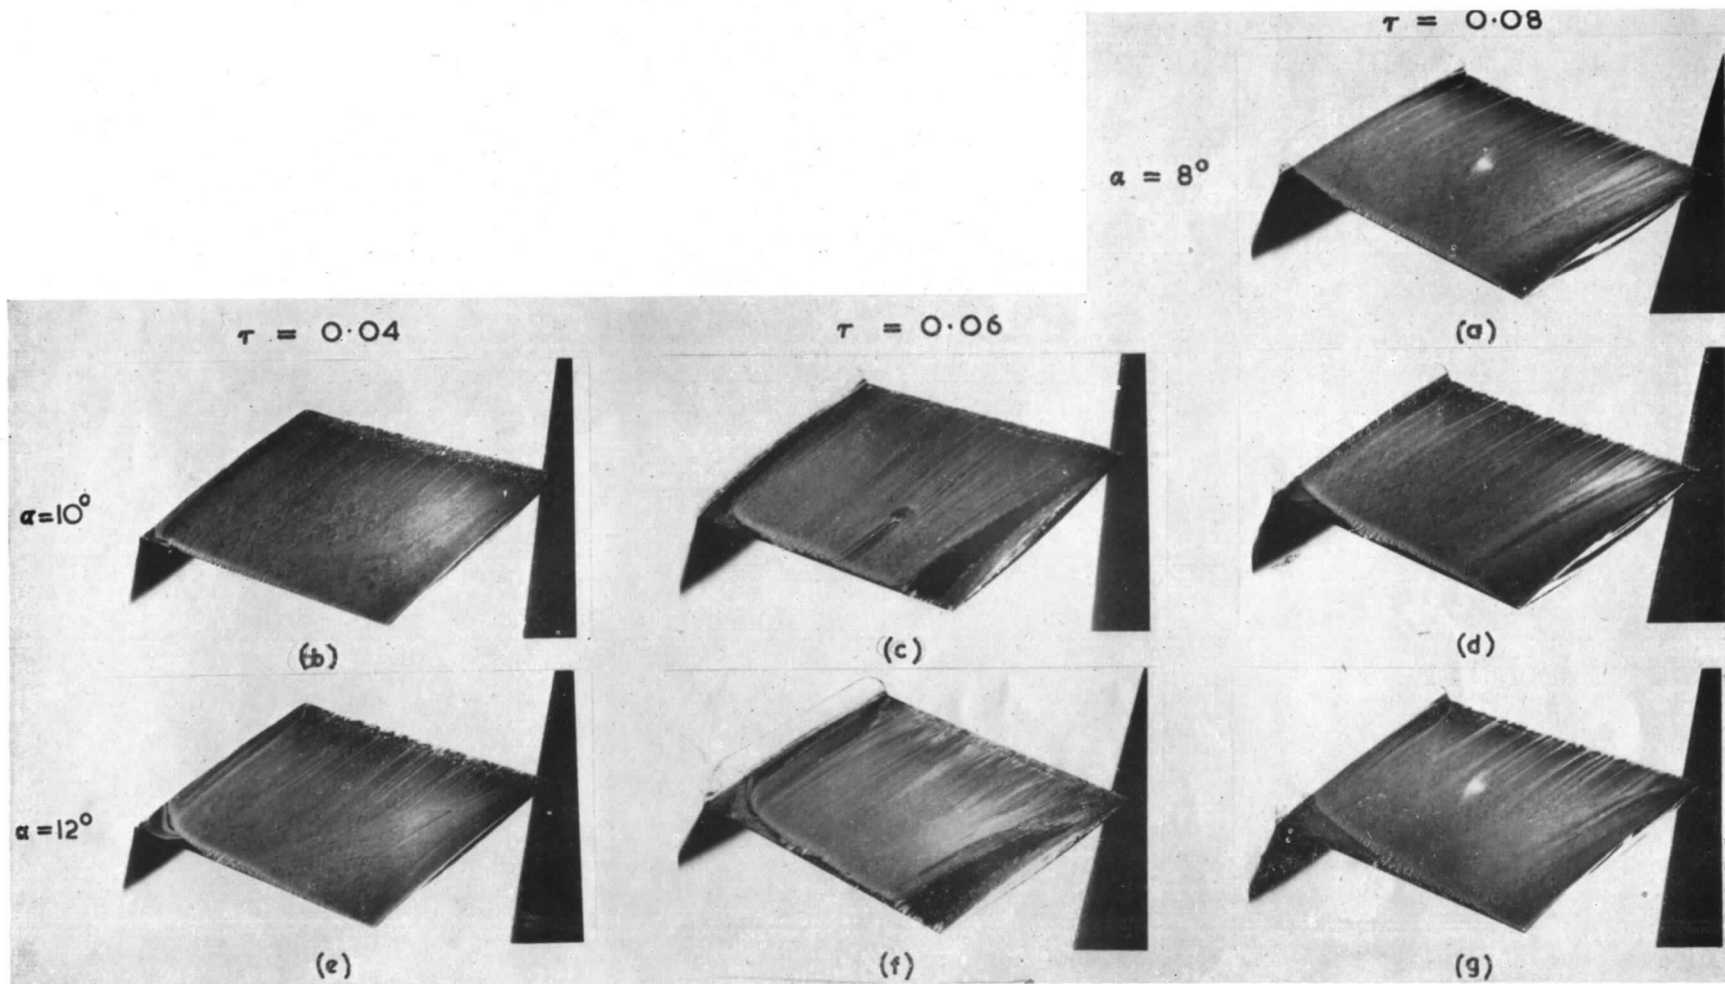 τ = 0·08
α = 8°
(a)
τ = 0·04
τ = 0·06
α=10°
(b)
(c)
(d)
α=12°
(e)
(f)
(g)